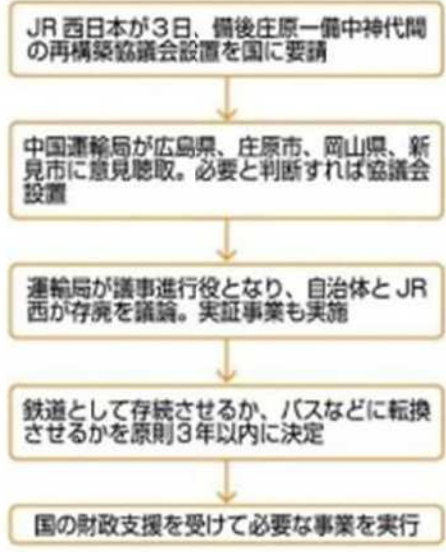 JR西日本が3日、備後庄原ー備中神代間
の再構築協議会設置を国に要請
中国運輸局が広島県、庄原市、岡山県、新
見市に意見聴取。必要と判断すれば協議会
設置
運輸局が議事進行役となり、自治体とJR
西が存廃を議論。実証事業も実施
鉄道として存続させるか、バスなどに転換
させるかを原則3年以内に決定
国の財政支援を受けて必要な事業を実行